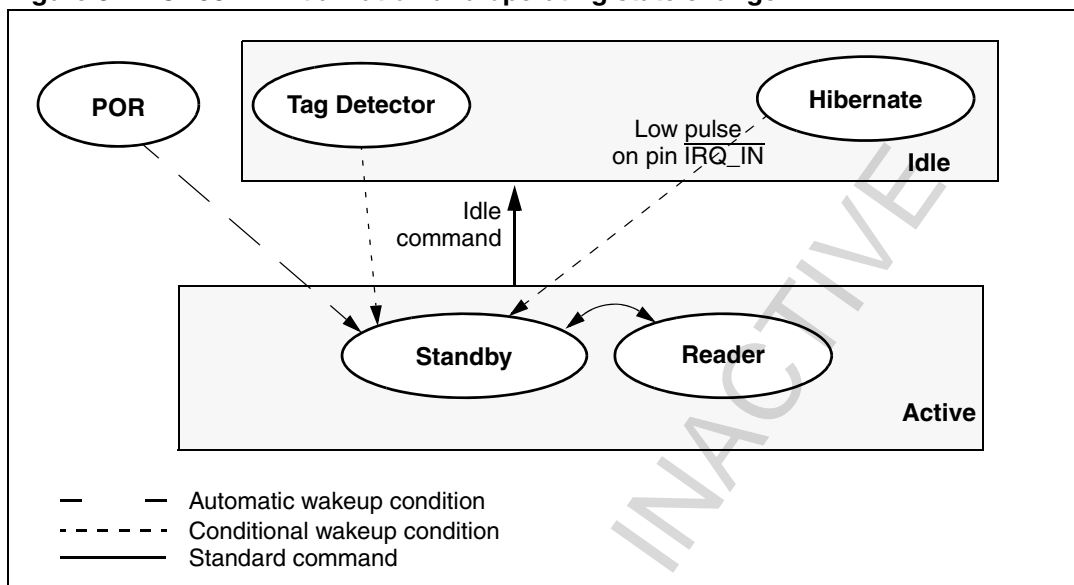 POR
Tag Detector
Hibernate
Low pulse
on pin IRQ_IN
Idle
Idle
command
Standby
Reader
Active
INACTIVE
Automatic wakeup condition
Conditional wakeup condition
Standard command